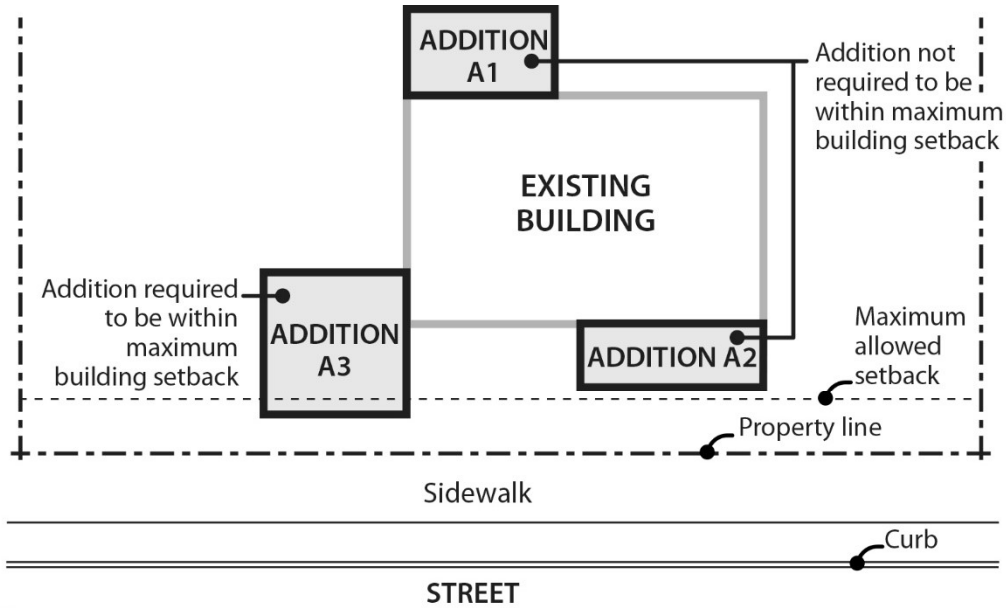 ADDITION
A1
Addition not
required to be
within maximum
building setback
EXISTING
BUILDING
Addition required
to be within
maximum
building setback
ADDITION
A3
ADDITION A2
Maximum
allowed
setback
Property line
Sidewalk
Curb
STREET